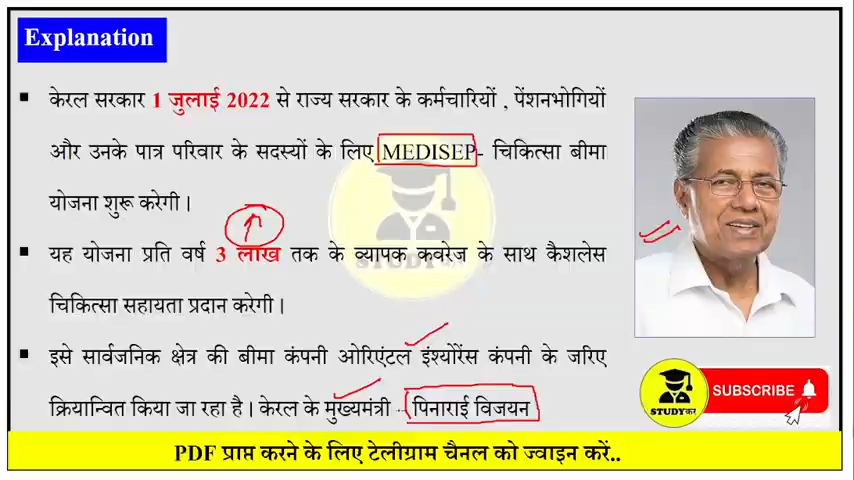 Explanation
केरल सरकार 1 जुलाई 2022 से राज्य सरकार के कर्मचारियों , पेंशनभोगियों
और उनके पात्र परिवार के सदस्यों के लिए MEDISEP- चिकित्सा बीमा
योजना शुरू करेगी ।
यह योजना प्रति वर्ष 3 लाख तक के व्यापक कवरेज के साथ कैशलेस
चिकित्सा सहायता प्रदान करेगी ।
इसे सार्वजनिक क्षेत्र की बीमा कंपनी ओरिएंटल इंश्योरेंस कंपनी के जरिए
क्रियान्वित किया जा रहा है । केरल के मुख्यमंत्री - पिनाराई विजयन
STUDYकर
STUDYकर
SUBSCRIBE
PDF प्राप्त करने के लिए टेलीग्राम चैनल को ज्वाइन करें..